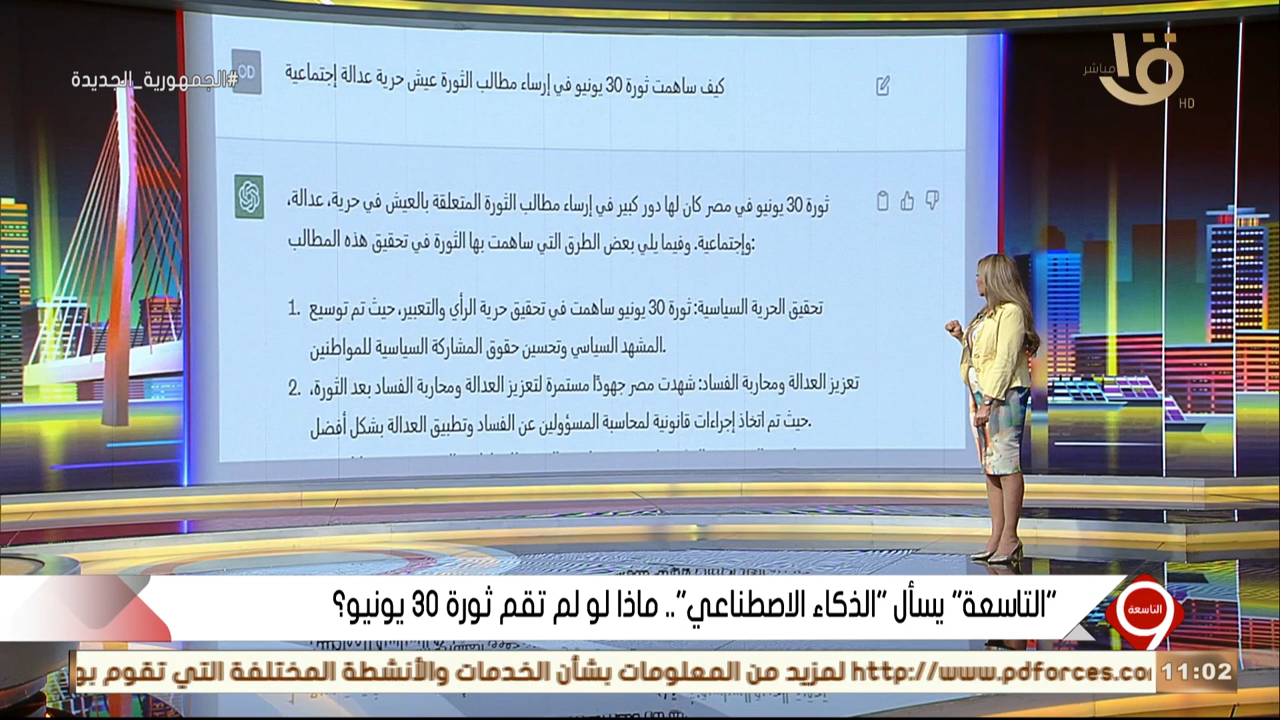 #الجمهورية_الجديدة
مباشر
HD
OD
كيف ساهمت ثورة 30 يونيو في إرساء مطالب الثورة عيش حرية عدالة إجتماعية
ثورة 30 يونيو في مصر كان لها دور كبير في إرساء مطالب الثورة المتعلقة بالعيش في حرية، عدالة،
وإجتماعية. وفيما يلي بعض الطرق التي ساهمت بها الثورة في تحقيق هذه المطالب:
1. تحقيق الحرية السياسية: ثورة 30 يونيو ساهمت في تحقيق حرية الرأي والتعبير، حيث تم توسيع
المشهد السياسي وتحسين حقوق المشاركة السياسية للمواطنين.
2. تعزيز العدالة ومحاربة الفساد: شهدت مصر جهودًا مستمرة لتعزيز العدالة ومحاربة الفساد بعد الثورة،
حيث تم اتخاذ إجراءات قانونية لمحاسبة المسؤولين عن الفساد وتطبيق العدالة بشكل أفضل.
"التاسعة" يسأل "الذكاء الاصطناعي".. ماذا لو لم تقم ثورة 30 يونيو؟
التاسعة
11:02 http://www.pdforces.co لمزيد من المعلومات بشأن الخدمات والأنشطة المختلفة التي تقوم